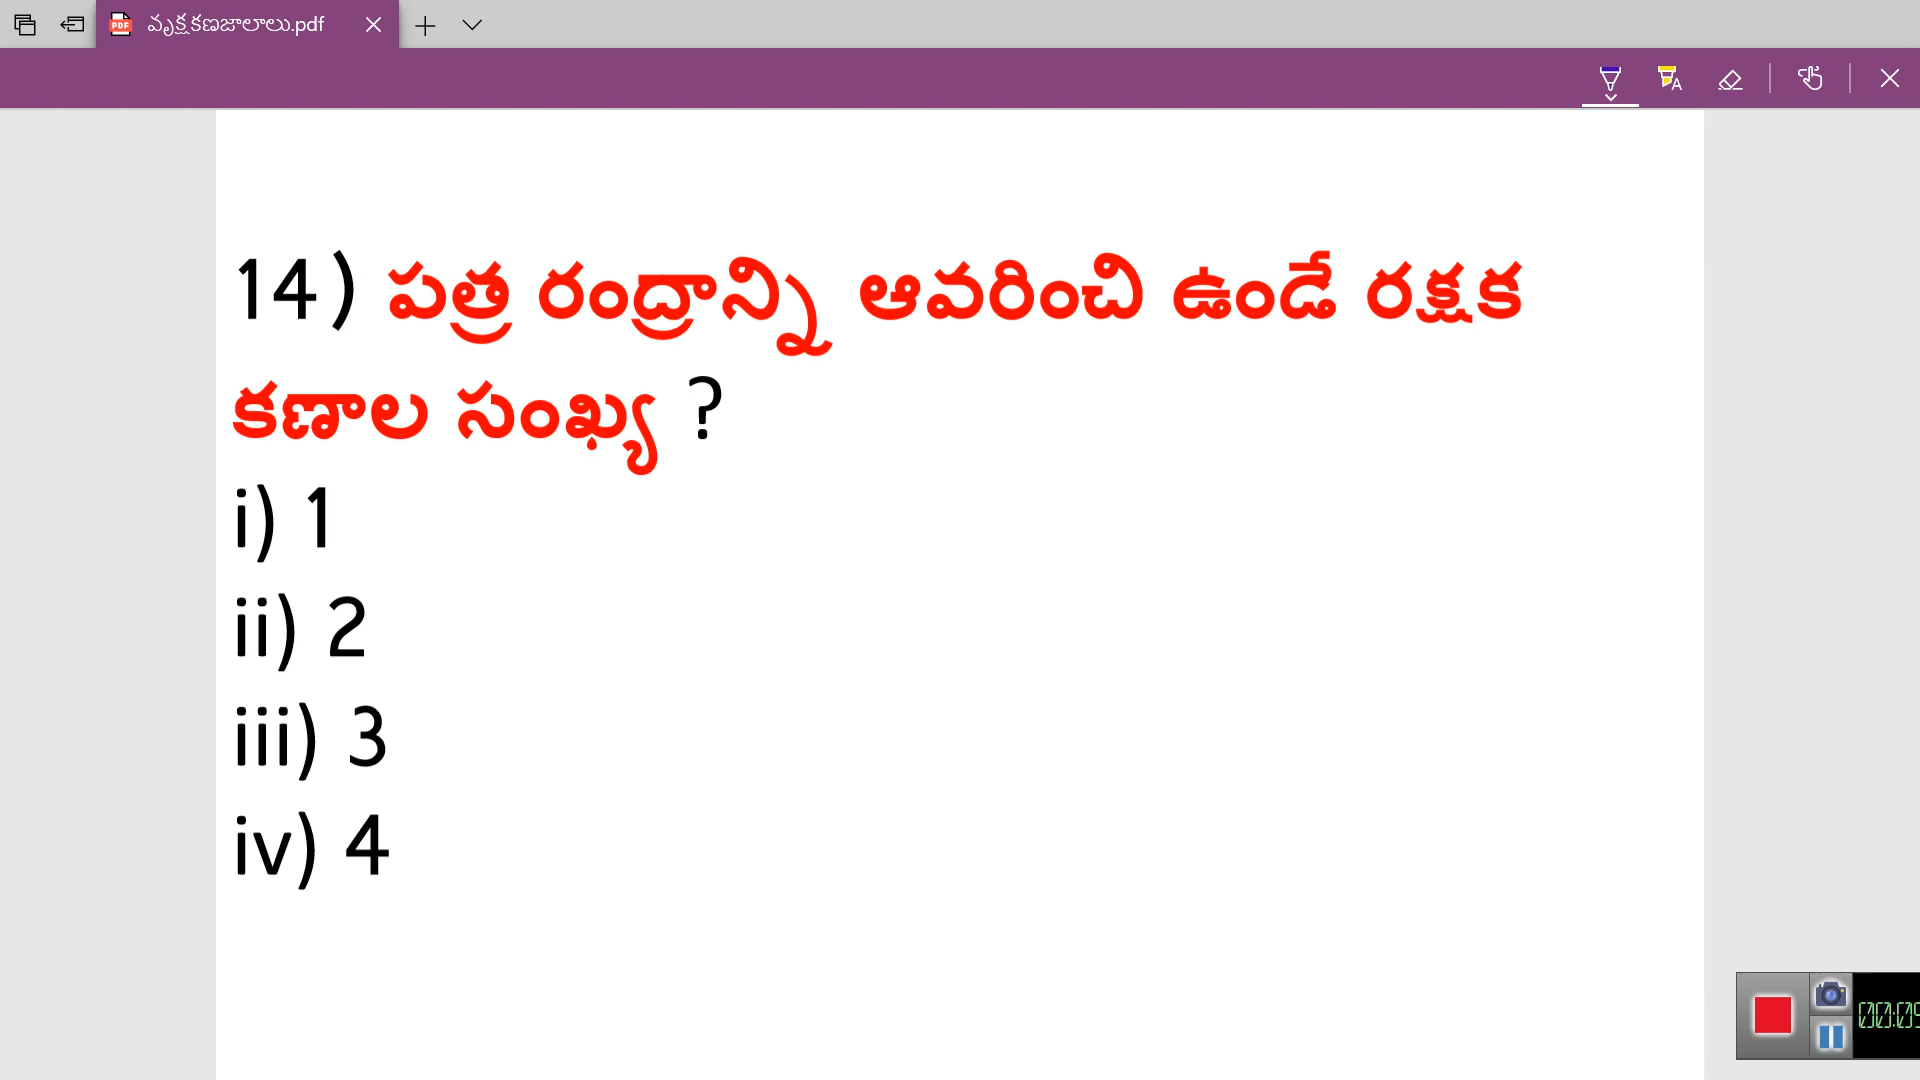 వృక్షకణజాలాలు.pdf
14) పత్ర రంధ్రాన్ని ఆవరించి ఉండే రక్షక
కణాల సంఖ్య ?
i) 1
ii) 2
iii) 3
iv) 4